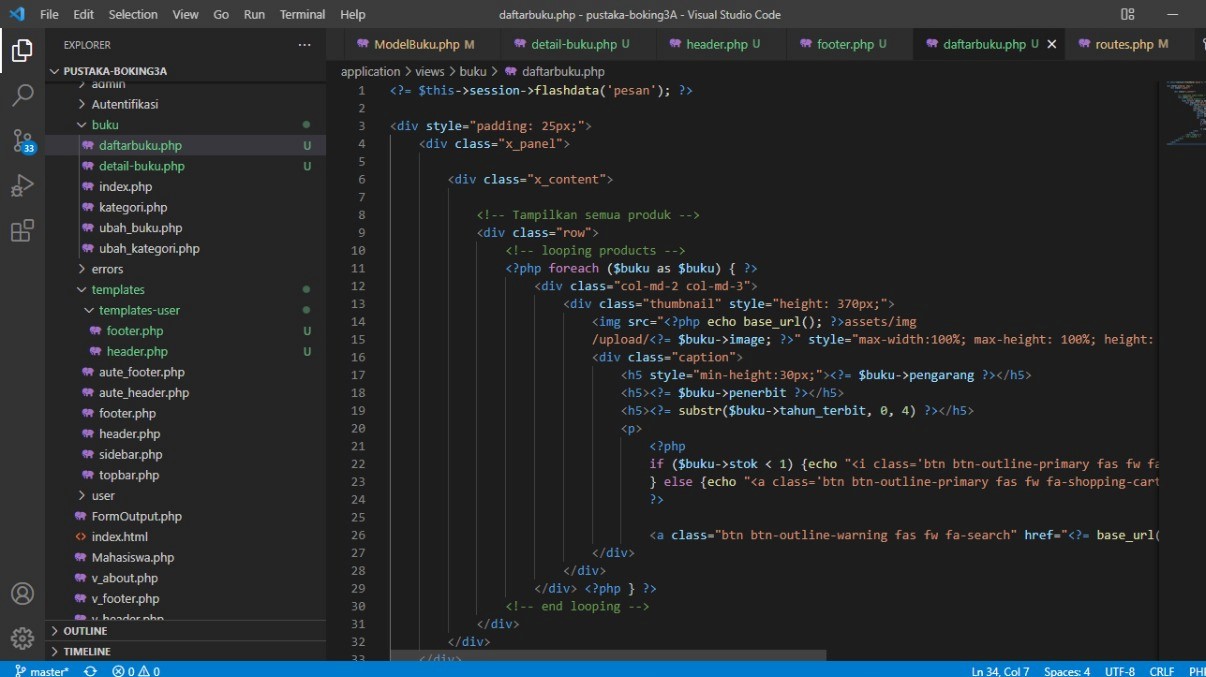 File Edit Selection View Go Run Terminal Help daftarbuku.php - pustaka-boking3A - Visual Studio Code
EXPLORER
PUSTAKA-BOKING3A
admin
Autentifikasi
buku
daftarbuku.php U
detail-buku.php U
index.php
kategori.php
ubah_buku.php
ubah_kategori.php
errors
templates
templates-user
footer.php U
header.php U
aute_footer.php
aute_header.php
footer.php
header.php
sidebar.php
topbar.php
user
FormOutput.php
index.html
Mahasiswa.php
v_about.php
v_footer.php
v_header.php
OUTLINE
TIMELINE
33
ModelBuku.php M detail-buku.php U header.php U footer.php U daftarbuku.php U routes.php M
application > views > buku > daftarbuku.php
1 <?= $this->session->flashdata('pesan'); ?>
2
3 <div style="padding: 25px;">
4 <div class="x_panel">
5
6 <div class="x_content">
7
8 <!-- Tampilkan semua produk -->
9 <div class="row">
10 <!-- looping products -->
11 <?php foreach ($buku as $buku) { ?>
12 <div class="col-md-2 col-md-3">
13 <div class="thumbnail" style="height: 370px;">
14 <img src="<?php echo base_url(); ?>assets/img
15 /upload/<?= $buku->image; ?>" style="max-width:100%; max-height: 100%; height:
16 <div class="caption">
17 <h5 style="min-height:30px;"><?= $buku->pengarang ?></h5>
18 <h5><?= $buku->penerbit ?></h5>
19 <h5><?= substr($buku->tahun_terbit, 0, 4) ?></h5>
20 <p>
21 <?php
22 if ($buku->stok < 1) {echo "<i class='btn btn-outline-primary fas fw fa
23 } else {echo "<a class='btn btn-outline-primary fas fw fa-shopping-cart
24 ?>
25
26 <a class="btn btn-outline-warning fas fw fa-search" href="<?= base_url(
27 </div>
28 </div>
29 </div> <?php } ?>
30 <!-- end looping -->
31 </div>
32 </div>
33 </div>
master* 0 0 Ln 34, Col 7 Spaces: 4 UTF-8 CRLF PH